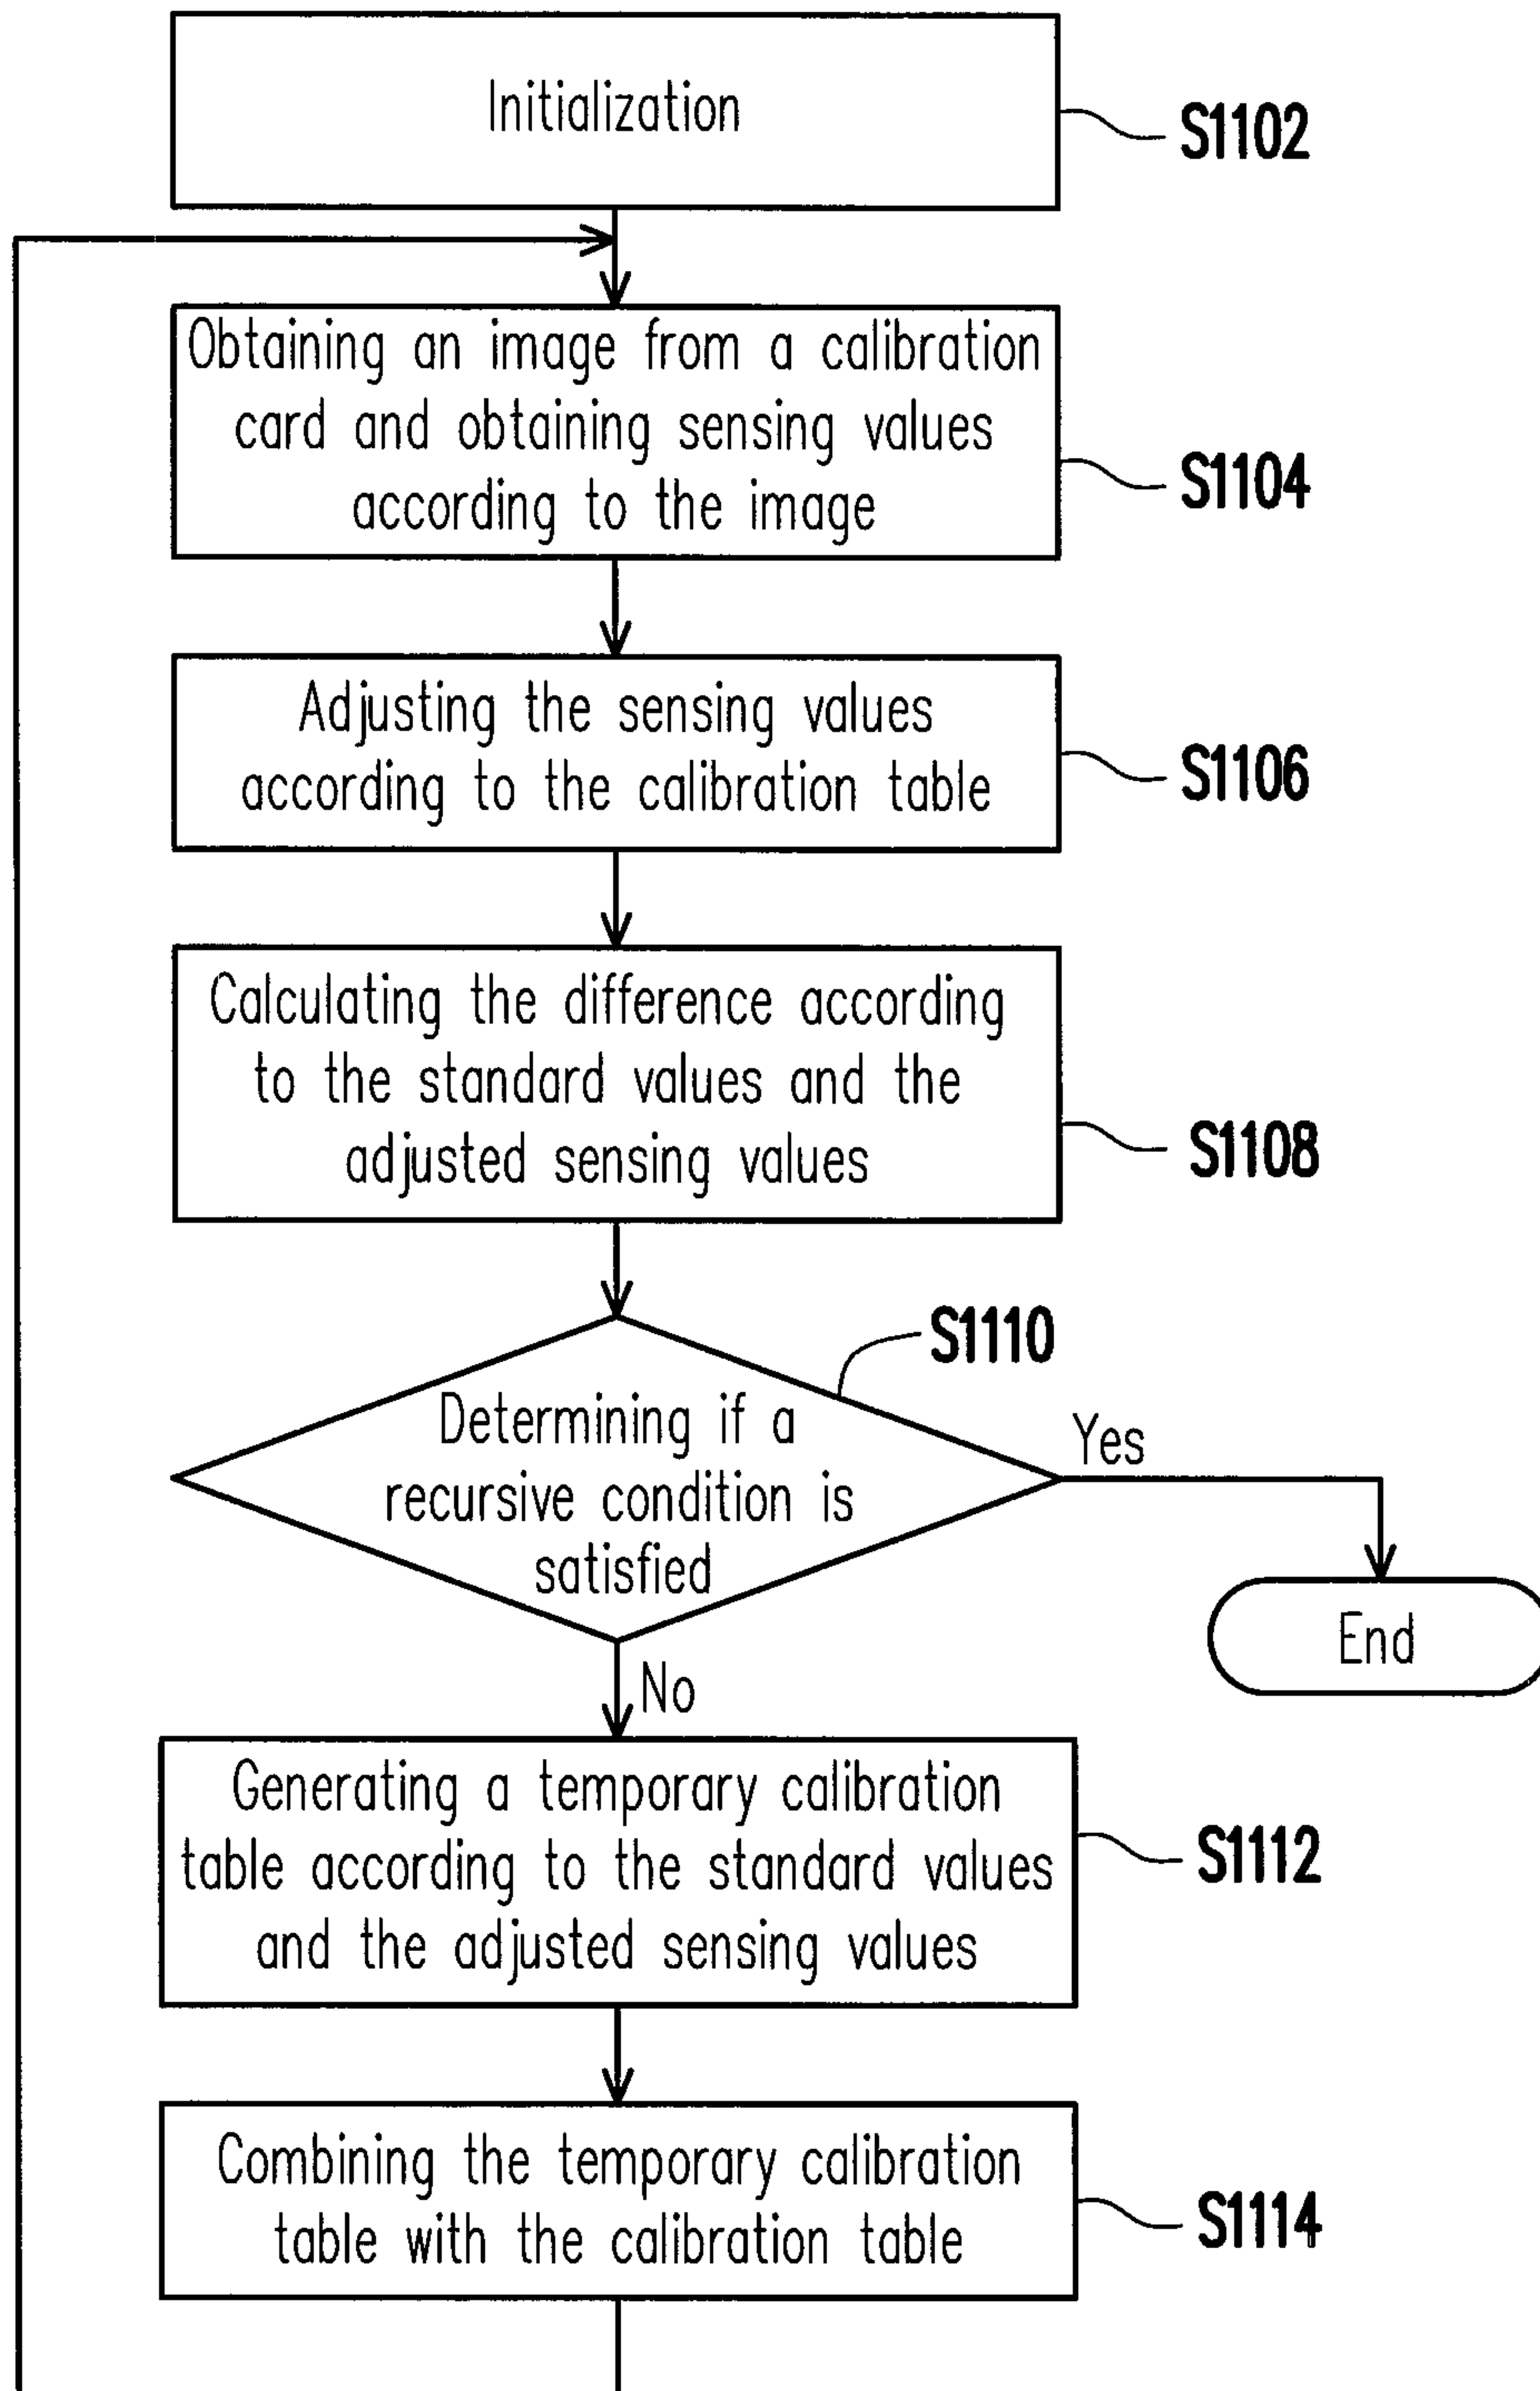 Initialization
S1102
Obtaining an image from a calibration
card and obtaining sensing values
according to the image
S1104
Adjusting the sensing values
according to the calibration table
S1106
Calculating the difference according
to the standard values and the
adjusted sensing values
S1108
S1110
Determining if a
recursive condition is
satisfied
Yes
End
No
Generating a temporary calibration
table according to the standard values
and the adjusted sensing values
S1112
Combining the temporary calibration
table with the calibration table
S1114